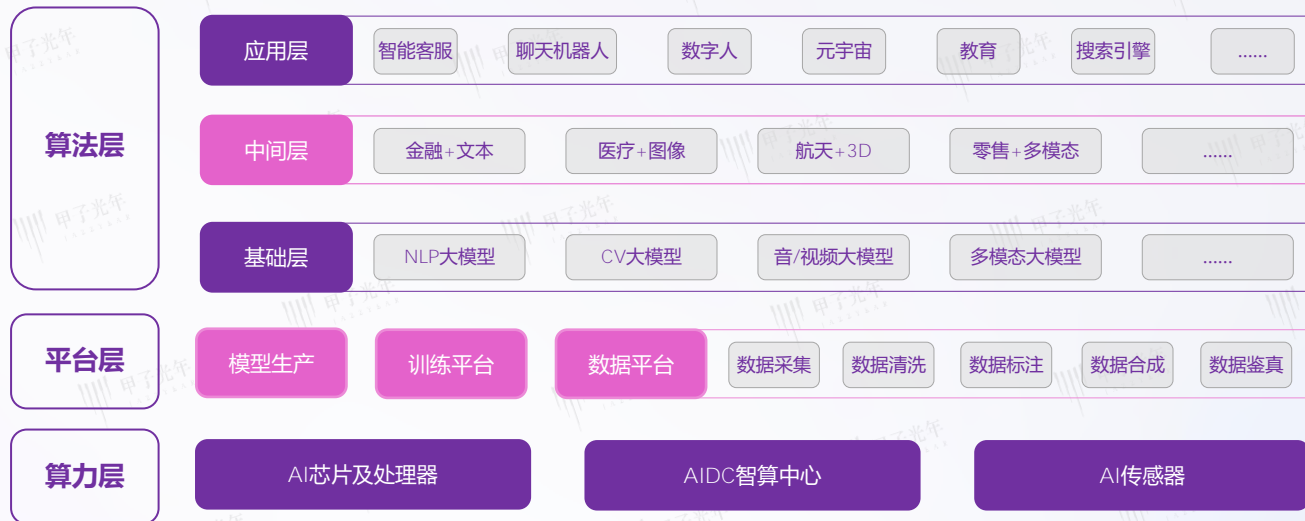 算法层
应用层
智能客服
聊天机器人
数字人
元宇宙
教育
搜索引擎
......
中间层
金融+文本
医疗+图像
航天+3D
零售+多模态
......
基础层
NLP大模型
CV大模型
音/视频大模型
多模态大模型
......
平台层
模型生产
训练平台
数据平台
数据采集
数据清洗
数据标注
数据合成
数据鉴真
算力层
AI芯片及处理器
AIDC智算中心
AI传感器
甲子光年